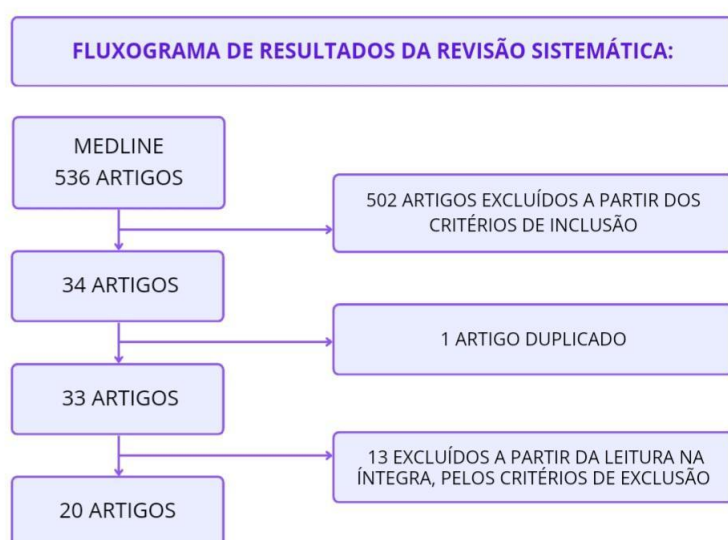 FLUXOGRAMA DE RESULTADOS DA REVISÃO SISTEMÁTICA:
MEDLINE
536 ARTIGOS
502 ARTIGOS EXCLUÍDOS A PARTIR DOS
CRITÉRIOS DE INCLUSÃO
34 ARTIGOS
1 ARTIGO DUPLICADO
33 ARTIGOS
13 EXCLUÍDOS A PARTIR DA LEITURA NA
ÍNTEGRA, PELOS CRITÉRIOS DE EXCLUSÃO
20 ARTIGOS